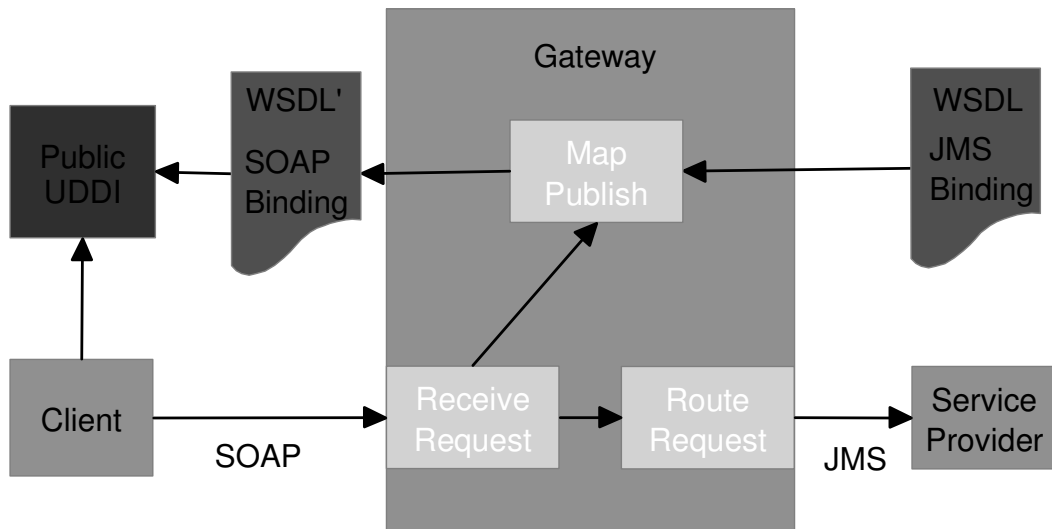 Gateway
WSDL'
SOAP
Binding
Public
UDDI
Map
Publish
WSDL
JMS
Binding
Client
SOAP
Receive
Request
Route
Request
JMS
Service
Provider